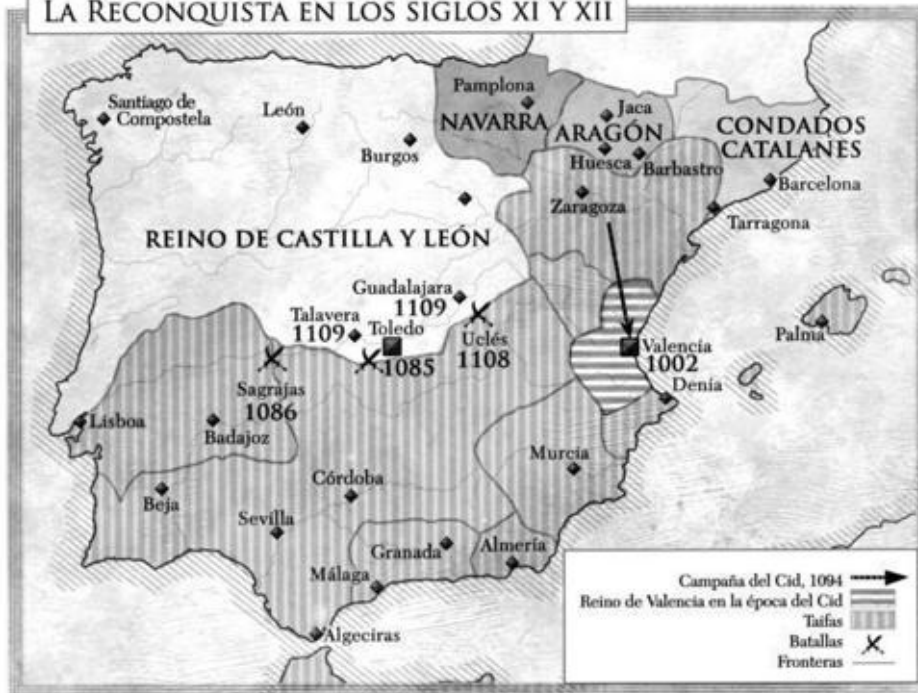 LA RECONQUISTA EN LOS SIGLOS XI Y XII
Pamplona
Santiago de
Compostela
León
Jaca
NAVARRA
ARAGÓN
CONDADOS
CATALANES
Burgos
Huesca
Barbastro
Barcelona
Zaragoza
Tarragona
REINO DE CASTILLA Y LEÓN
Guadalajara
1109
Talavera
1109
Toledo
1085
Uclés
1108
Valencia
1002
Palma
Sagrajas
1086
Denia
Lisboa
Badajoz
Murcia
Córdoba
Beja
Sevilla
Granada
Almería
Málaga
Algeciras
Campaña del Cid, 1094
Reino de Valencia en la época del Cid
Taifas
Batallas
Fronteras